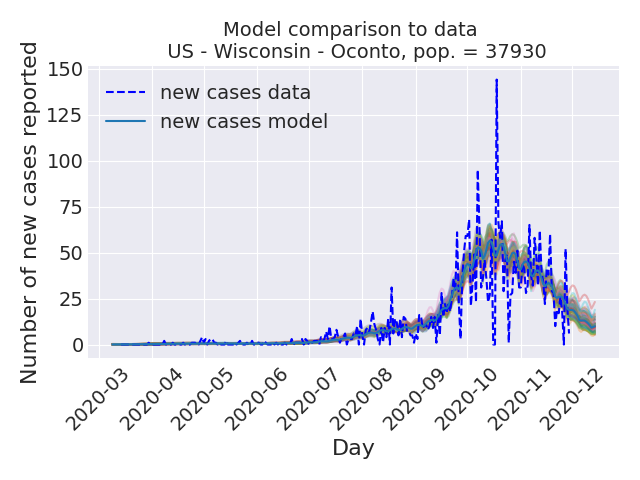 Model comparison to data
US - Wisconsin - Oconto, pop. = 37930
Number of new cases reported
150
125
100
75
50
25
0
new cases data
new cases model
2020-03
2020-04
2020-05
2020-06
2020-07
2020-08
2020-09
2020-10
2020-11
2020-12
Day